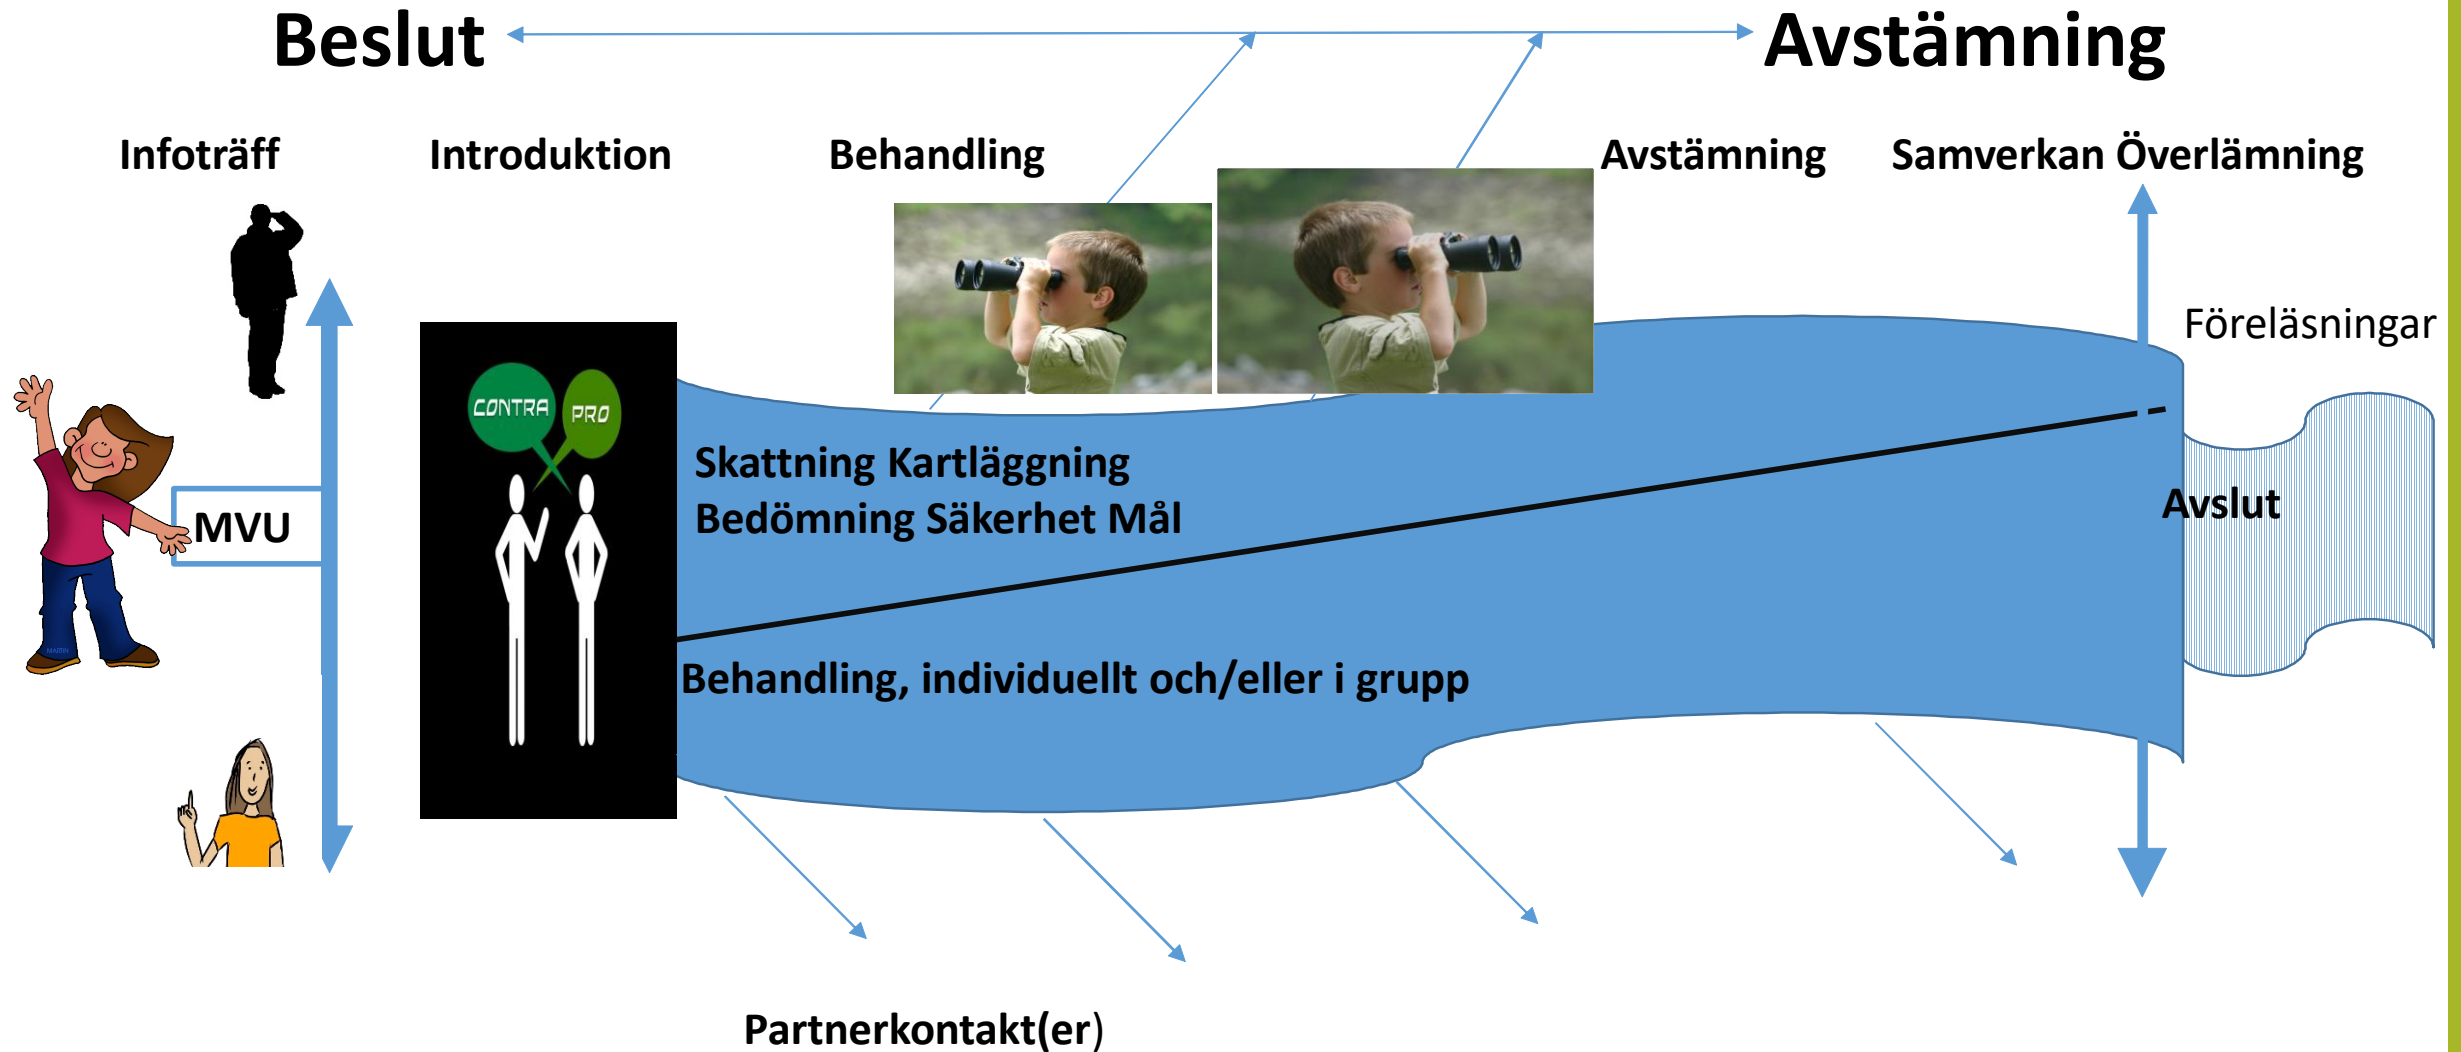 Beslut
Avstämning
Infoträff
Introduktion
Behandling
Avstämning
Samverkan Överlämning
Föreläsningar
CONTRA
PRO
Skattning Kartläggning
Bedömning Säkerhet Mål
MVU
Avslut
MARTIN
Behandling, individuellt och/eller i grupp
Partnerkontakt(er)